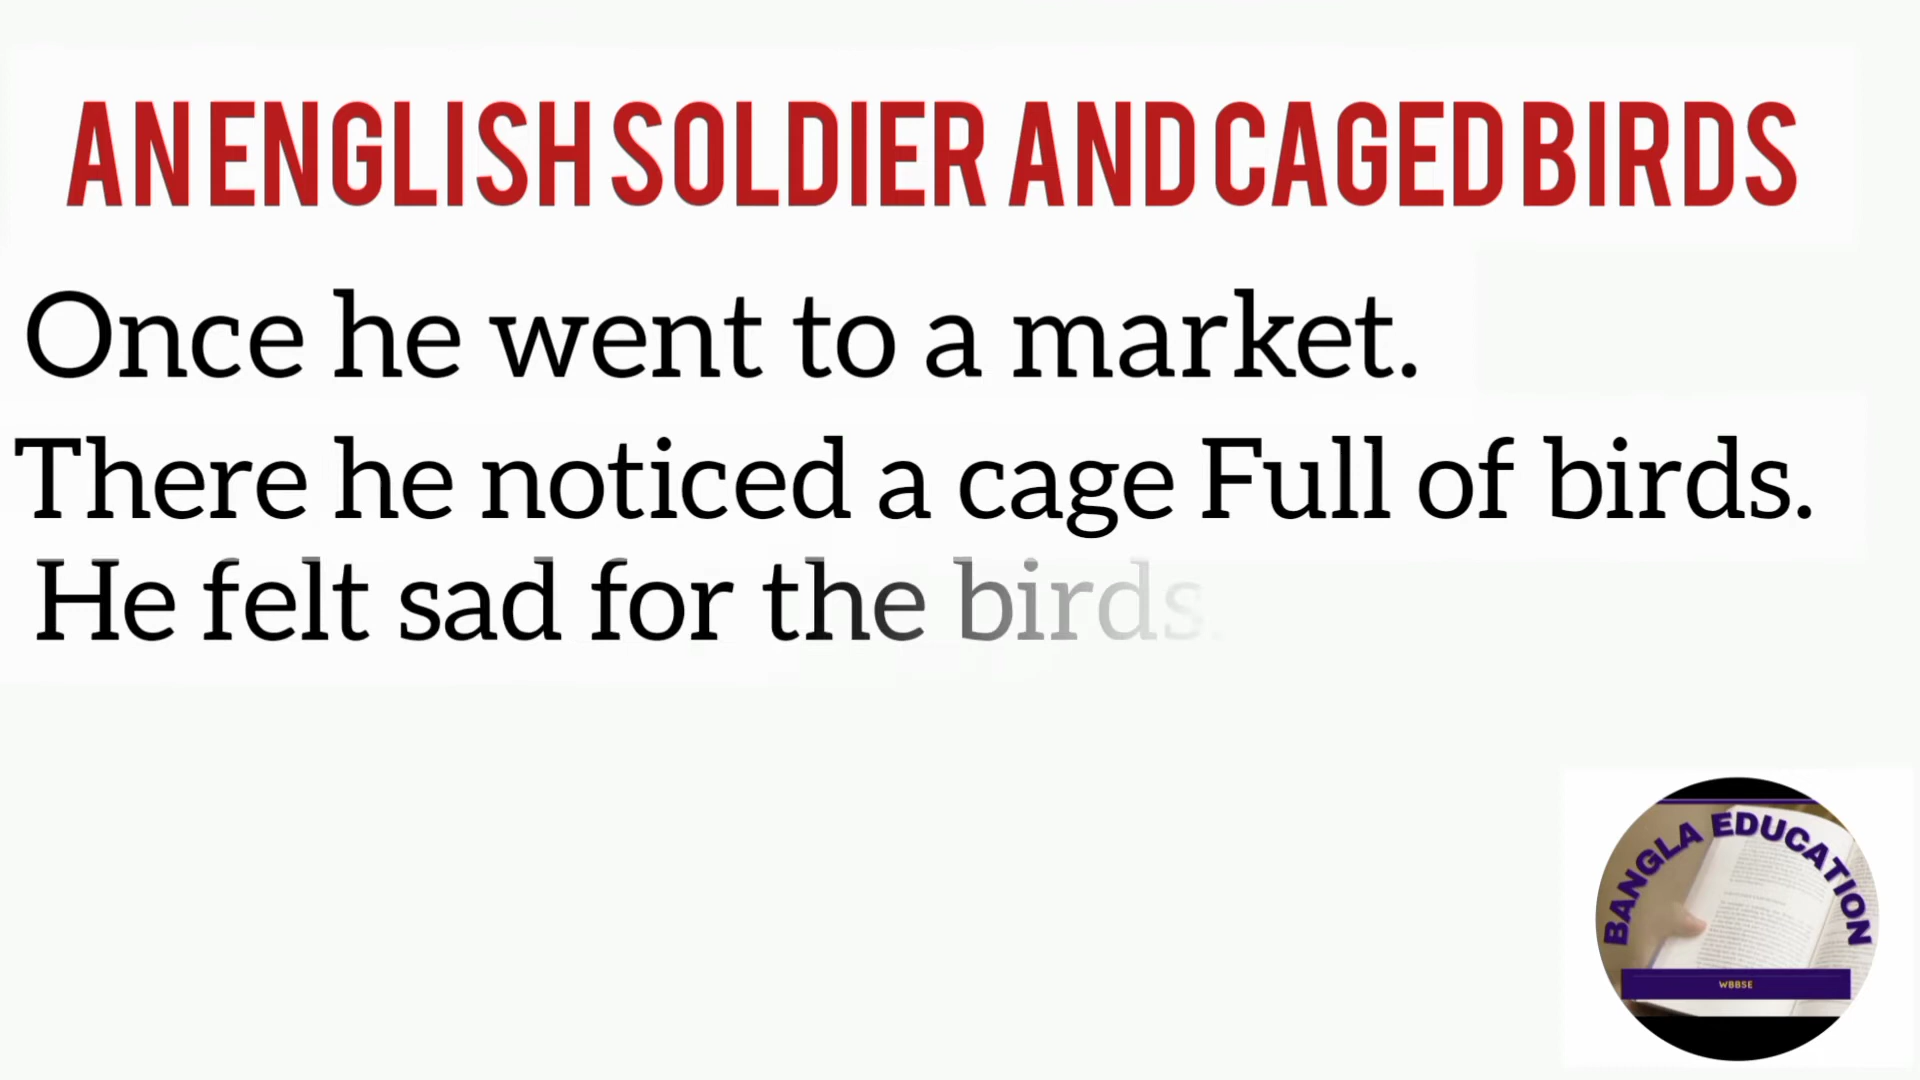 AN ENGLISH SOLDIER AND CAGED BIRDS
Once he went to a market.
There he noticed a cage Full of birds.
He felt sad for the birds.
BANGLA EDUCATION
WBBSE